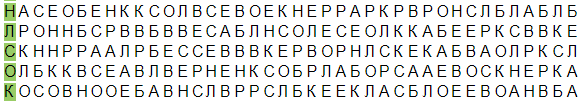 НАСЕОБЕНККСОЛВСЕВОЕКНЕРРАРКРВРОНСЛБЛАБЛБ
ЛРОННБСРВВБВВЕСАБЛНСОЛЕСЕОЛККАБЕЕРКСВВКЕ
СКННРРААЛРБЕССЕВВВКЕРВОРНЛСКЕКАБВАОЛРКСЛ
ОЛБККВСЕАВЛВЕРНЕНКСОБРЛАБОРСААЕВОСКНЕРКА
КОСОВНООЕБАВНСЛВРРСЛБКЕЕКЛАСБЛОЕЕВОАНВБА